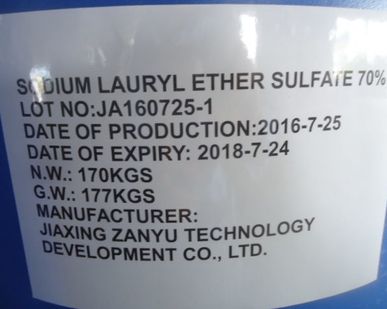 SODIUM LAURYL ETHER SULFATE 70%
LOT NO:JA160725-1
DATE OF PRODUCTION:2016-7-25
DATE OF EXPIRY: 2018-7-24
N.W.: 170KGS
G.W.: 177KGS
MANUFACTURER:
JIAXING ZANYU TECHNOLOGY
DEVELOPMENT CO., LTD.